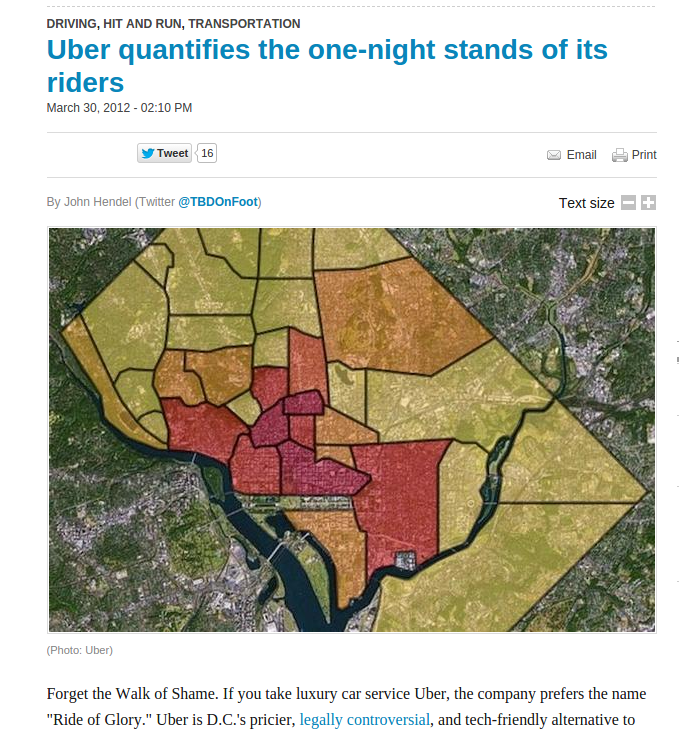 DRIVING, HIT AND RUN, TRANSPORTATION
Uber quantifies the one-night stands of its
riders
March 30, 2012 - 02:10 PM
Tweet 16 Email Print
By John Hendel (Twitter @TBDOnFoot) Text size
(Photo: Uber)
Forget the Walk of Shame. If you take luxury car service Uber, the company prefers the name
"Ride of Glory." Uber is D.C.'s pricier, legally controversial, and tech-friendly alternative to